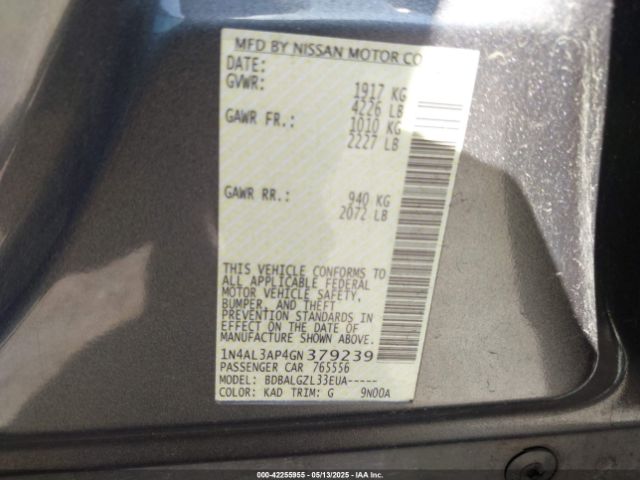 MFD BY NISSAN MOTOR CO
DATE:
GVWR: 1917 KG
4226 LB
GAWR FR.: 1010 KG
2227 LB
GAWR RR.: 940 KG
2072 LB
THIS VEHICLE CONFORMS TO
ALL APPLICABLE FEDERAL
MOTOR VEHICLE SAFETY,
BUMPER, AND THEFT
PREVENTION STANDARDS IN
EFFECT ON THE DATE OF
MANUFACTURE SHOWN ABOVE.
1N4AL3AP4GN379239
PASSENGER CAR 765556
MODEL: BDBALGZL33EUA-----
COLOR: KAD TRIM: G 9N00A
000-42255955 - 05/13/2025 - IAA Inc.